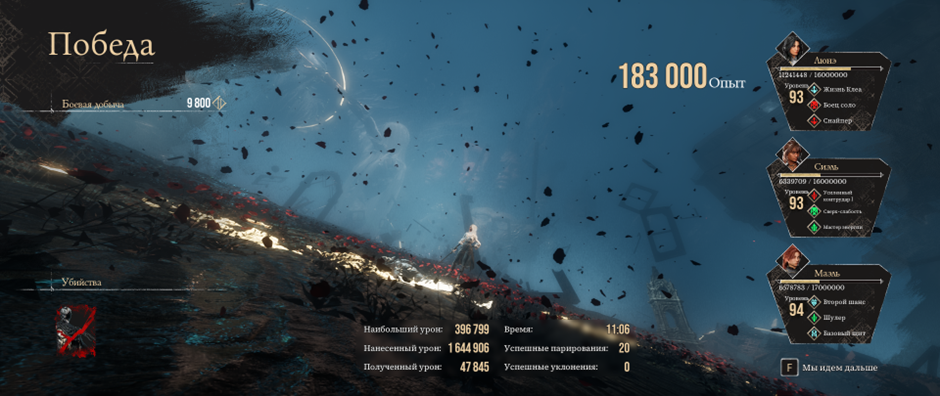 Победа
Боевая добыча 9 800
183 000 Опыт
Люнэ
11241448 / 16000000
Уровень
93
Жизнь Клеа
Боец соло
Снайпер
Сиэль
6339709 / 16000000
Уровень
93
Усиленный
контрудар I
Сверх-слабость
Мастер энергии
Маэль
6578783 / 17000000
Уровень
94
Второй шанс
Шулер
Базовый щит
Убийства
Наибольший урон: 396 799
Нанесенный урон: 1 644 906
Полученный урон: 47 845
Время: 11:06
Успешные парирования: 20
Успешные уклонения: 0
F Мы идем дальше